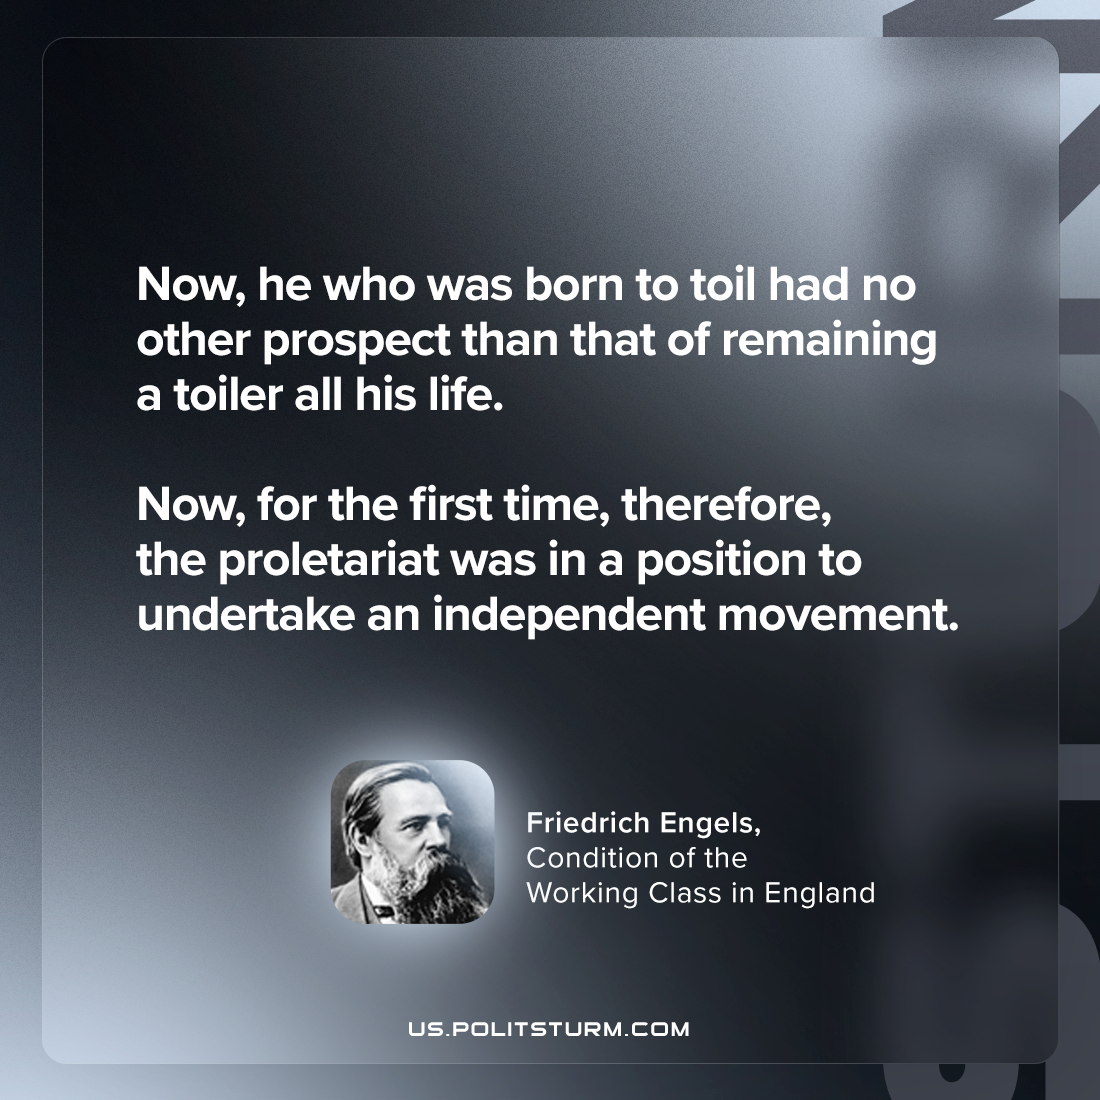 Now, he who was born to toil had no
other prospect than that of remaining
a toiler all his life.
Now, for the first time, therefore,
the proletariat was in a position to
undertake an independent movement.
Friedrich Engels,
Condition of the
Working Class in England
US.POLITSTURM.COM